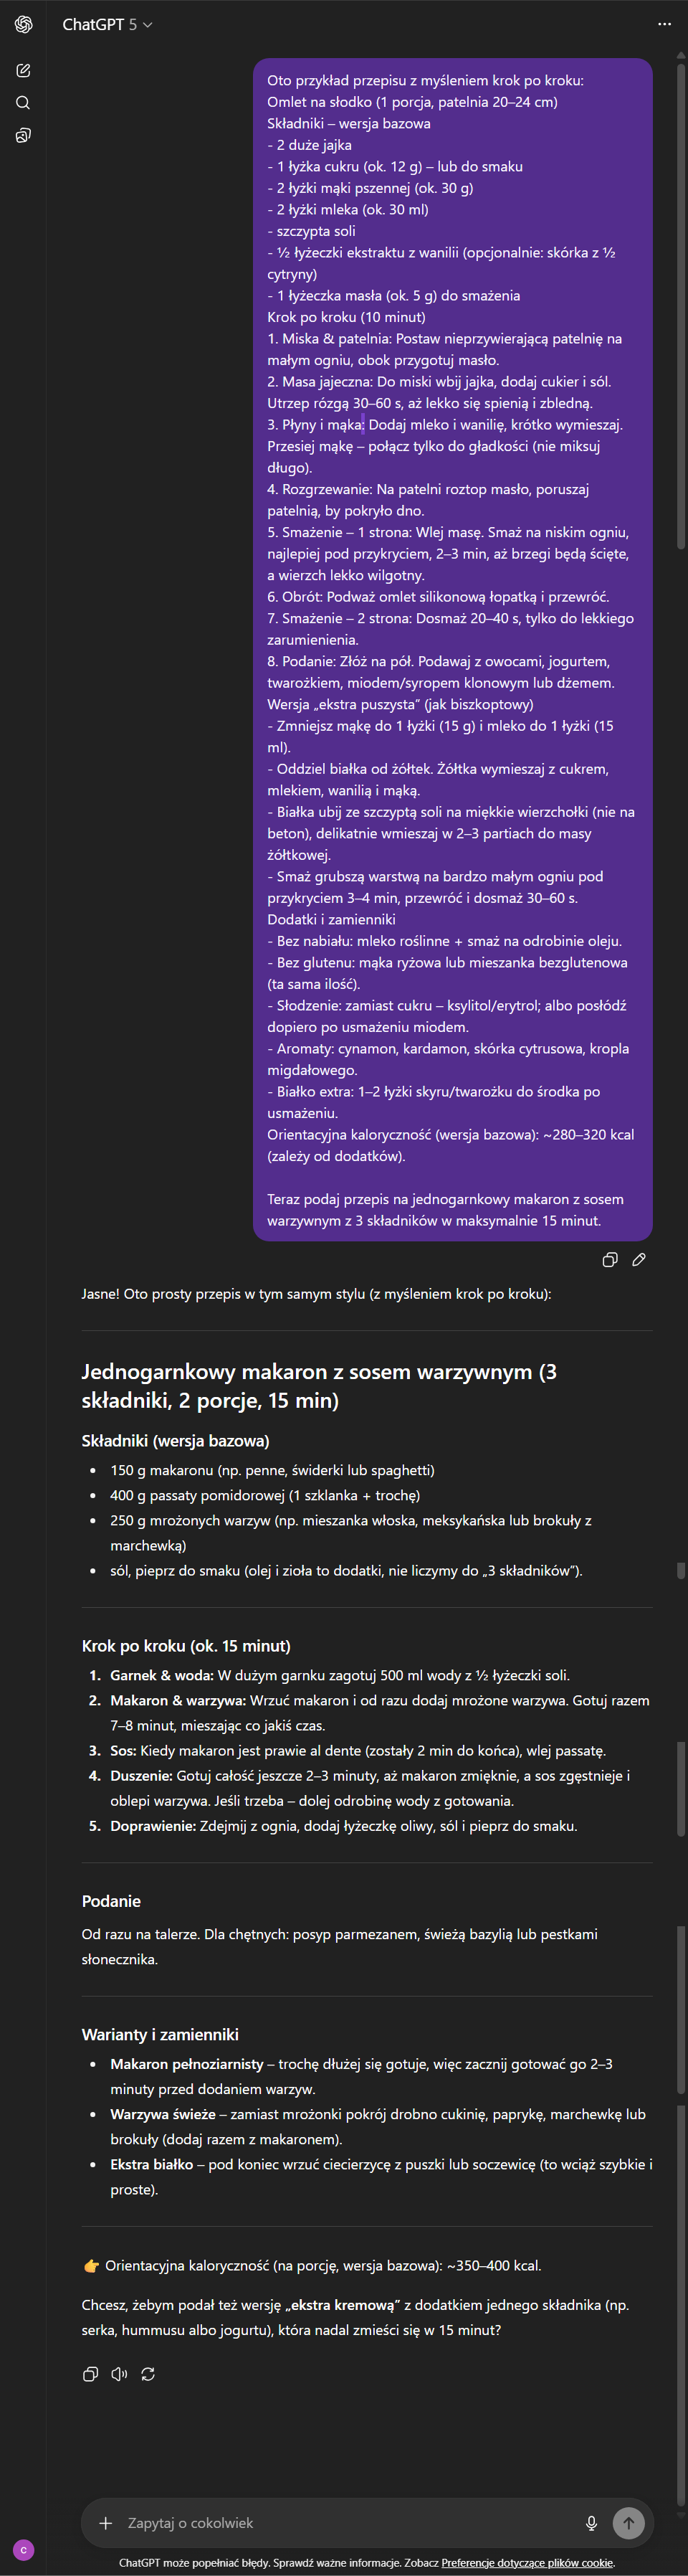 ChatGPT 5
Oto przykład przepisu z myśleniem krok po kroku:
Omlet na słodko (1 porcja, patelnia 20–24 cm)
Składniki – wersja bazowa
- 2 duże jajka
- 1 łyżka cukru (ok. 12 g) – lub do smaku
- 2 łyżki mąki pszennej (ok. 30 g)
- 2 łyżki mleka (ok. 30 ml)
- szczypta soli
- ½ łyżeczki ekstraktu z wanilii (opcjonalnie: skórka z ½
cytryny)
- 1 łyżeczka masła (ok. 5 g) do smażenia
Krok po kroku (10 minut)
1. Miska & patelnia: Postaw nieprzywierającą patelnię na
małym ogniu, obok przygotuj masło.
2. Masa jajeczna: Do miski wbij jajka, dodaj cukier i sól.
Utrzep rózgą 30–60 s, aż lekko się spienią i zbledną.
3. Płyny i mąka: Dodaj mleko i wanilię, krótko wymieszaj.
Przesiej mąkę – połącz tylko do gładkości (nie miksuj
długo).
4. Rozgrzewanie: Na patelni roztop masło, poruszaj
patelnią, by pokryło dno.
5. Smażenie – 1 strona: Wlej masę. Smaż na niskim ogniu,
najlepiej pod przykryciem, 2–3 min, aż brzegi będą ścięte,
a wierzch lekko wilgotny.
6. Obrót: Podważ omlet silikonową łopatką i przewróć.
7. Smażenie – 2 strona: Dosmaż 20–40 s, tylko do lekkiego
zarumienienia.
8. Podanie: Złóż na pół. Podawaj z owocami, jogurtem,
twarożkiem, miodem/syropem klonowym lub dżemem.
Wersja „ekstra puszysta” (jak biszkoptowy)
- Zmniejsz mąkę do 1 łyżki (15 g) i mleko do 1 łyżki (15
ml).
- Oddziel białka od żółtek. Żółtka wymieszaj z cukrem,
mlekiem, wanilią i mąką.
- Białka ubij ze szczyptą soli na miękkie wierzchołki (nie na
beton), delikatnie wmieszaj w 2–3 partiach do masy
żółtkowej.
- Smaż grubszą warstwą na bardzo małym ogniu pod
przykryciem 3–4 min, przewróć i dosmaż 30–60 s.
Dodatki i zamienniki
- Bez nabiału: mleko roślinne + smaż na odrobinie oleju.
- Bez glutenu: mąka ryżowa lub mieszanka bezglutenowa
(ta sama ilość).
- Słodzenie: zamiast cukru – ksylitol/erytrol; albo posłódź
dopiero po usmażeniu miodem.
- Aromaty: cynamon, kardamon, skórka cytrusowa, kropla
migdałowego.
- Białko extra: 1–2 łyżki skyru/twarożku do środka po
usmażeniu.
Orientacyjna kaloryczność (wersja bazowa): ~280–320 kcal
(zależy od dodatków).
Teraz podaj przepis na jednogarnkowy makaron z sosem
warzywnym z 3 składników w maksymalnie 15 minut.
Jasne! Oto prosty przepis w tym samym stylu (z myśleniem krok po kroku):
Jednogarnkowy makaron z sosem warzywnym (3
składniki, 2 porcje, 15 min)
Składniki (wersja bazowa)
• 150 g makaronu (np. penne, świderki lub spaghetti)
• 400 g passaty pomidorowej (1 szklanka + trochę)
• 250 g mrożonych warzyw (np. mieszanka włoska, meksykańska lub brokuły z
marchewką)
• sól, pieprz do smaku (olej i zioła to dodatki, nie liczymy do „3 składników”).
Krok po kroku (ok. 15 minut)
1. Garnek & woda: W dużym garnku zagotuj 500 ml wody z ½ łyżeczki soli.
2. Makaron & warzywa: Wrzuć makaron i od razu dodaj mrożone warzywa. Gotuj razem
7–8 minut, mieszając co jakiś czas.
3. Sos: Kiedy makaron jest prawie al dente (zostały 2 min do końca), wlej passatę.
4. Duszenie: Gotuj całość jeszcze 2–3 minuty, aż makaron zmięknie, a sos zgęstnieje i
oblepi warzywa. Jeśli trzeba – dolej odrobinę wody z gotowania.
5. Doprawienie: Zdejmij z ognia, dodaj łyżeczkę oliwy, sól i pieprz do smaku.
Podanie
Od razu na talerze. Dla chętnych: posyp parmezanem, świeżą bazylią lub pestkami
słonecznika.
Warianty i zamienniki
• Makaron pełnoziarnisty – trochę dłużej się gotuje, więc zacznij gotować go 2–3
minuty przed dodaniem warzyw.
• Warzywa świeże – zamiast mrożonki pokrój drobno cukinię, paprykę, marchewkę lub
brokuły (dodaj razem z makaronem).
• Ekstra białko – pod koniec wrzuć ciecierzycę z puszki lub soczewicę (to wciąż szybkie i
proste).
👉 Orientacyjna kaloryczność (na porcję, wersja bazowa): ~350–400 kcal.
Chcesz, żebym podał też wersję „ekstra kremową” z dodatkiem jednego składnika (np.
serka, hummusu albo jogurtu), która nadal zmieści się w 15 minut?
Zapytaj o cokolwiek
C
ChatGPT może popełniać błędy. Sprawdź ważne informacje. Zobacz Preferencje dotyczące plików cookie.